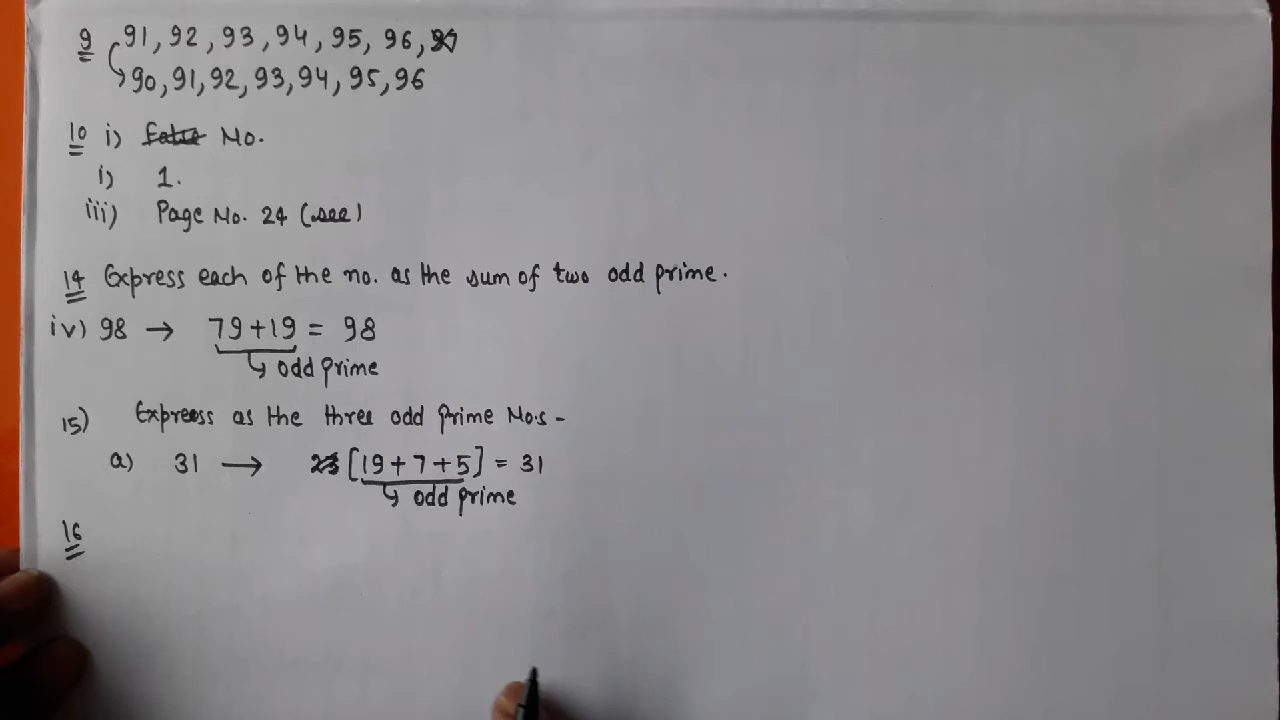 9 91, 92, 93, 94, 95, 96, 97
90, 91, 92, 93, 94, 95, 96
10 i) False No.
i) 1.
iii) Page No. 24 (see)
14 Express each of the no. as the sum of two odd prime.
iv) 98 → 79+19 = 98
↳ odd prime
15) Express as the three odd prime No.s -
a) 31 → 23 [19+7+5] = 31
↳ odd prime
16